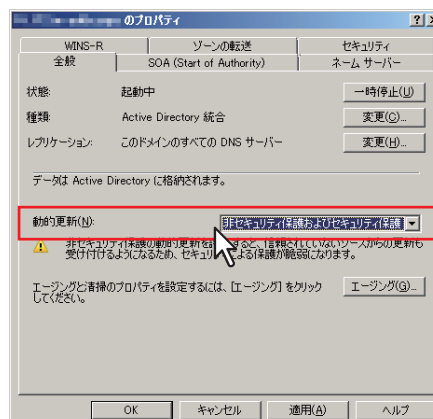 のプロパティ
WINS-R ゾーンの転送 セキュリティ
全般 SOA (Start of Authority) ネーム サーバー
状態: 起動中 一時停止(U)
種類: Active Directory 統合 変更(C)...
レプリケーション: このドメインのすべての DNS サーバー 変更(H)...
データは Active Directory に格納されます。
動的更新(N): 非セキュリティ保護およびセキュリティ保護
非セキュリティ保護の動的更新を すると、信頼されていないソースからの更新も
受け付けるようになるため、セキュリ による保護が脆弱になります。
エージングと清掃のプロパティを設定するには、[エージング] をクリック エージング(G)...
してください。
OK キャンセル 適用(A) ヘルプ